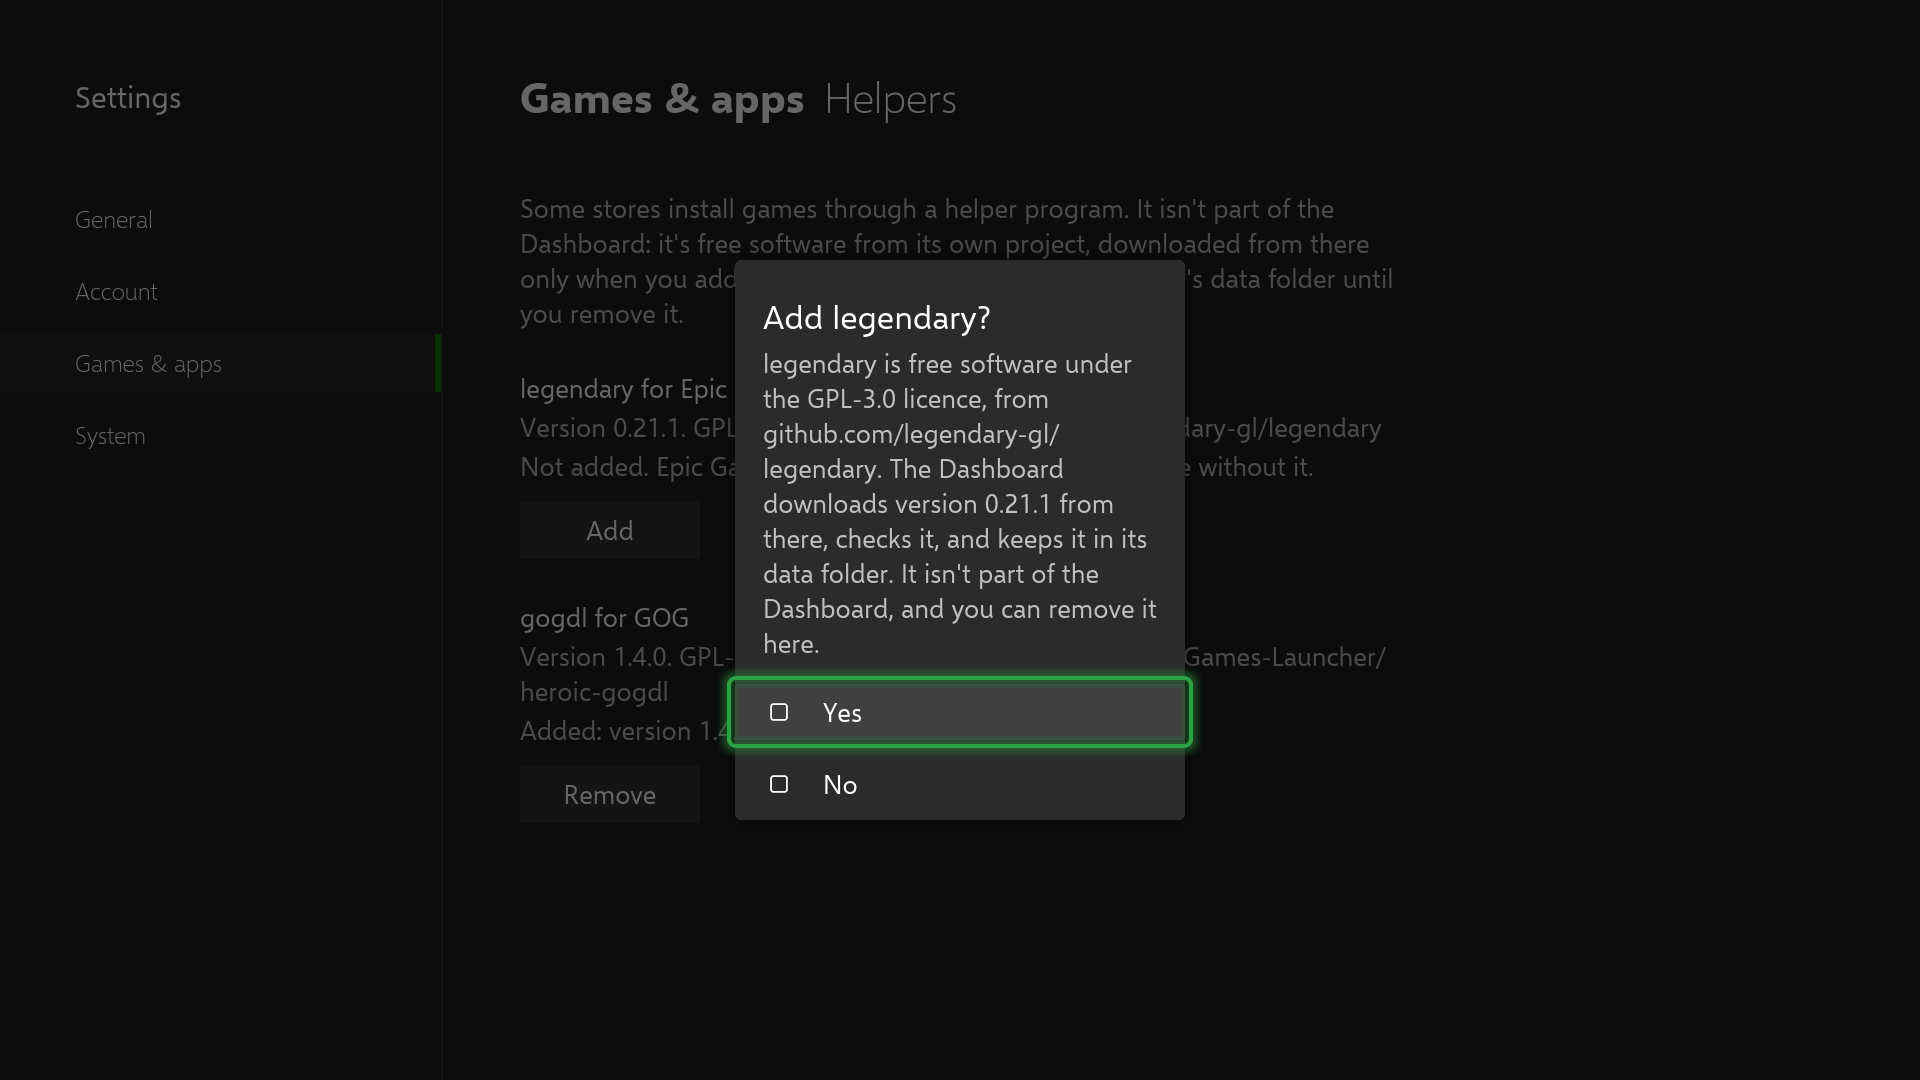 Settings
General
Account
Games & apps
System
Games & apps Helpers
Some stores install games through a helper program. It isn't part of the
Dashboard: it's free software from its own project, downloaded from there
only when you add
's data folder until
you remove it.
legendary for Epic
Version 0.21.1. GPL
dary-gl/legendary
Not added. Epic Ga
without it.
Add
gogdl for GOG
Version 1.4.0. GPL-
Games-Launcher/
heroic-gogdl
Added: version 1.4
Remove
Add legendary?
legendary is free software under
the GPL-3.0 licence, from
github.com/legendary-gl/
legendary. The Dashboard
downloads version 0.21.1 from
there, checks it, and keeps it in its
data folder. It isn't part of the
Dashboard, and you can remove it
here.
Yes
No